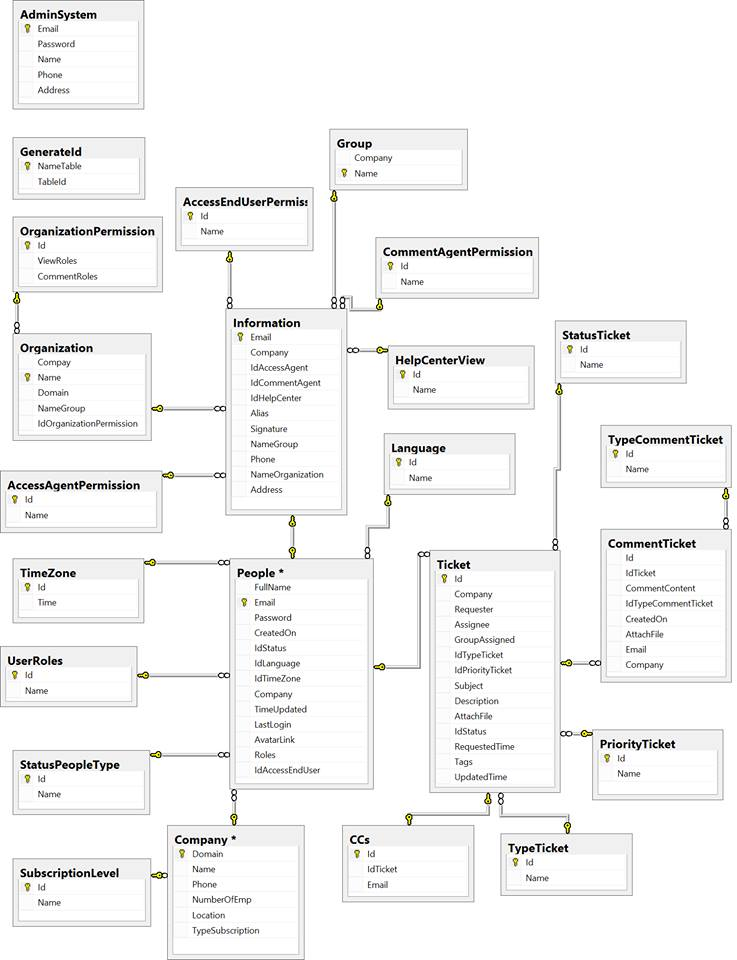 AdminSystem
Email
Password
Name
Phone
Address
GenerateId
NameTable
TableId
Group
Company
Name
AccessEndUserPermiss
Id
Name
OrganizationPermission
Id
ViewRoles
CommentRoles
CommentAgentPermission
Id
Name
Information
Email
Company
IdAccessAgent
IdCommentAgent
IdHelpCenter
Alias
Signature
NameGroup
Phone
NameOrganization
Address
Organization
Compay
Name
Domain
NameGroup
IdOrganizationPermission
HelpCenterView
Id
Name
StatusTicket
Id
Name
Language
Id
Name
TypeCommentTicket
Id
Name
AccessAgentPermission
Id
Name
TimeZone
Id
Time
People *
FullName
Email
Password
CreatedOn
IdStatus
IdLanguage
IdTimeZone
Company
TimeUpdated
LastLogin
AvatarLink
Roles
IdAccessEndUser
Ticket
Id
Company
Requester
Assignee
GroupAssigned
IdTypeTicket
IdPriorityTicket
Subject
Description
AttachFile
IdStatus
RequestedTime
Tags
UpdatedTime
CommentTicket
Id
IdTicket
CommentContent
IdTypeCommentTicket
CreatedOn
AttachFile
Email
Company
UserRoles
Id
Name
StatusPeopleType
Id
Name
PriorityTicket
Id
Name
Company *
Domain
Name
Phone
NumberOfEmp
Location
TypeSubscription
CCs
Id
IdTicket
Email
TypeTicket
Id
Name
SubscriptionLevel
Id
Name